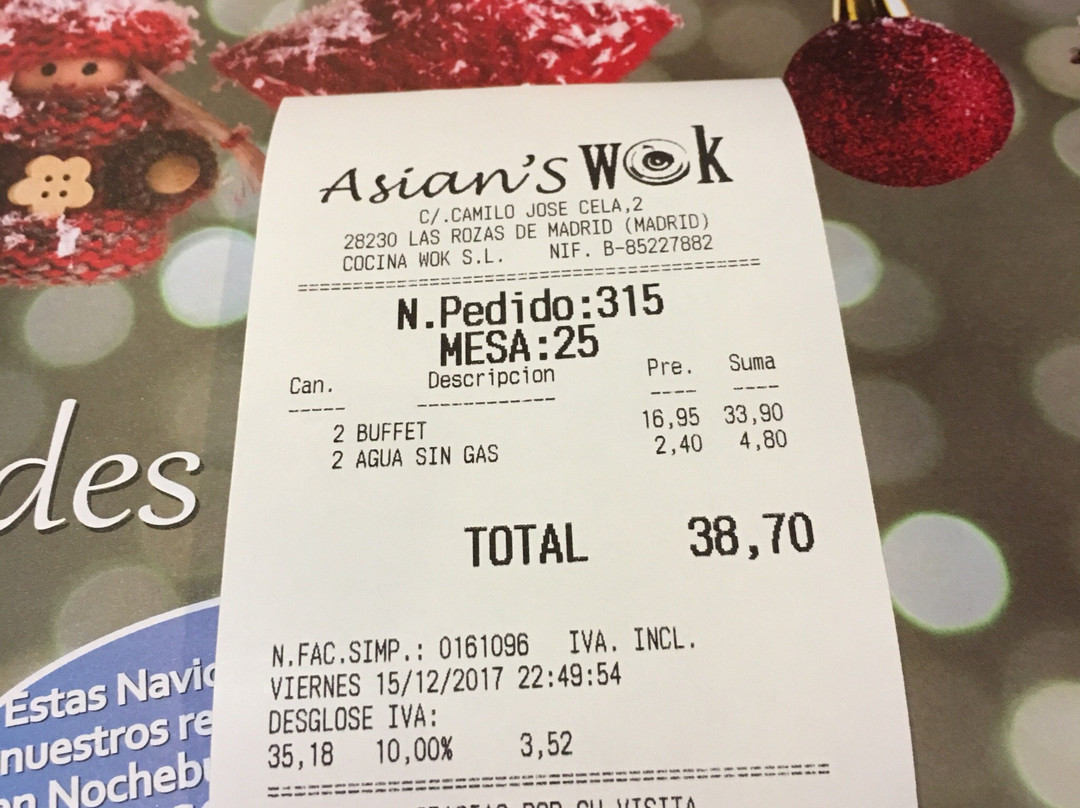 Asian's Wok
C/.CAMILO JOSE CELA,2
28230 LAS ROZAS DE MADRID (MADRID)
COCINA WOK S.L. NIF. B-85227882
N.Pedido:315
MESA:25
Can. Descripcion Pre. Suma
2 BUFFET 16,95 33,90
2 AGUA SIN GAS 2,40 4,80
TOTAL 38,70
N.FAC.SIMP.: 0161096 IVA. INCL.
VIERNES 15/12/2017 22:49:54
DESGLOSE IVA:
35,18 10,00% 3,52
POR SU VISITA
des
Estas Navid
nuestros re
Nocheb